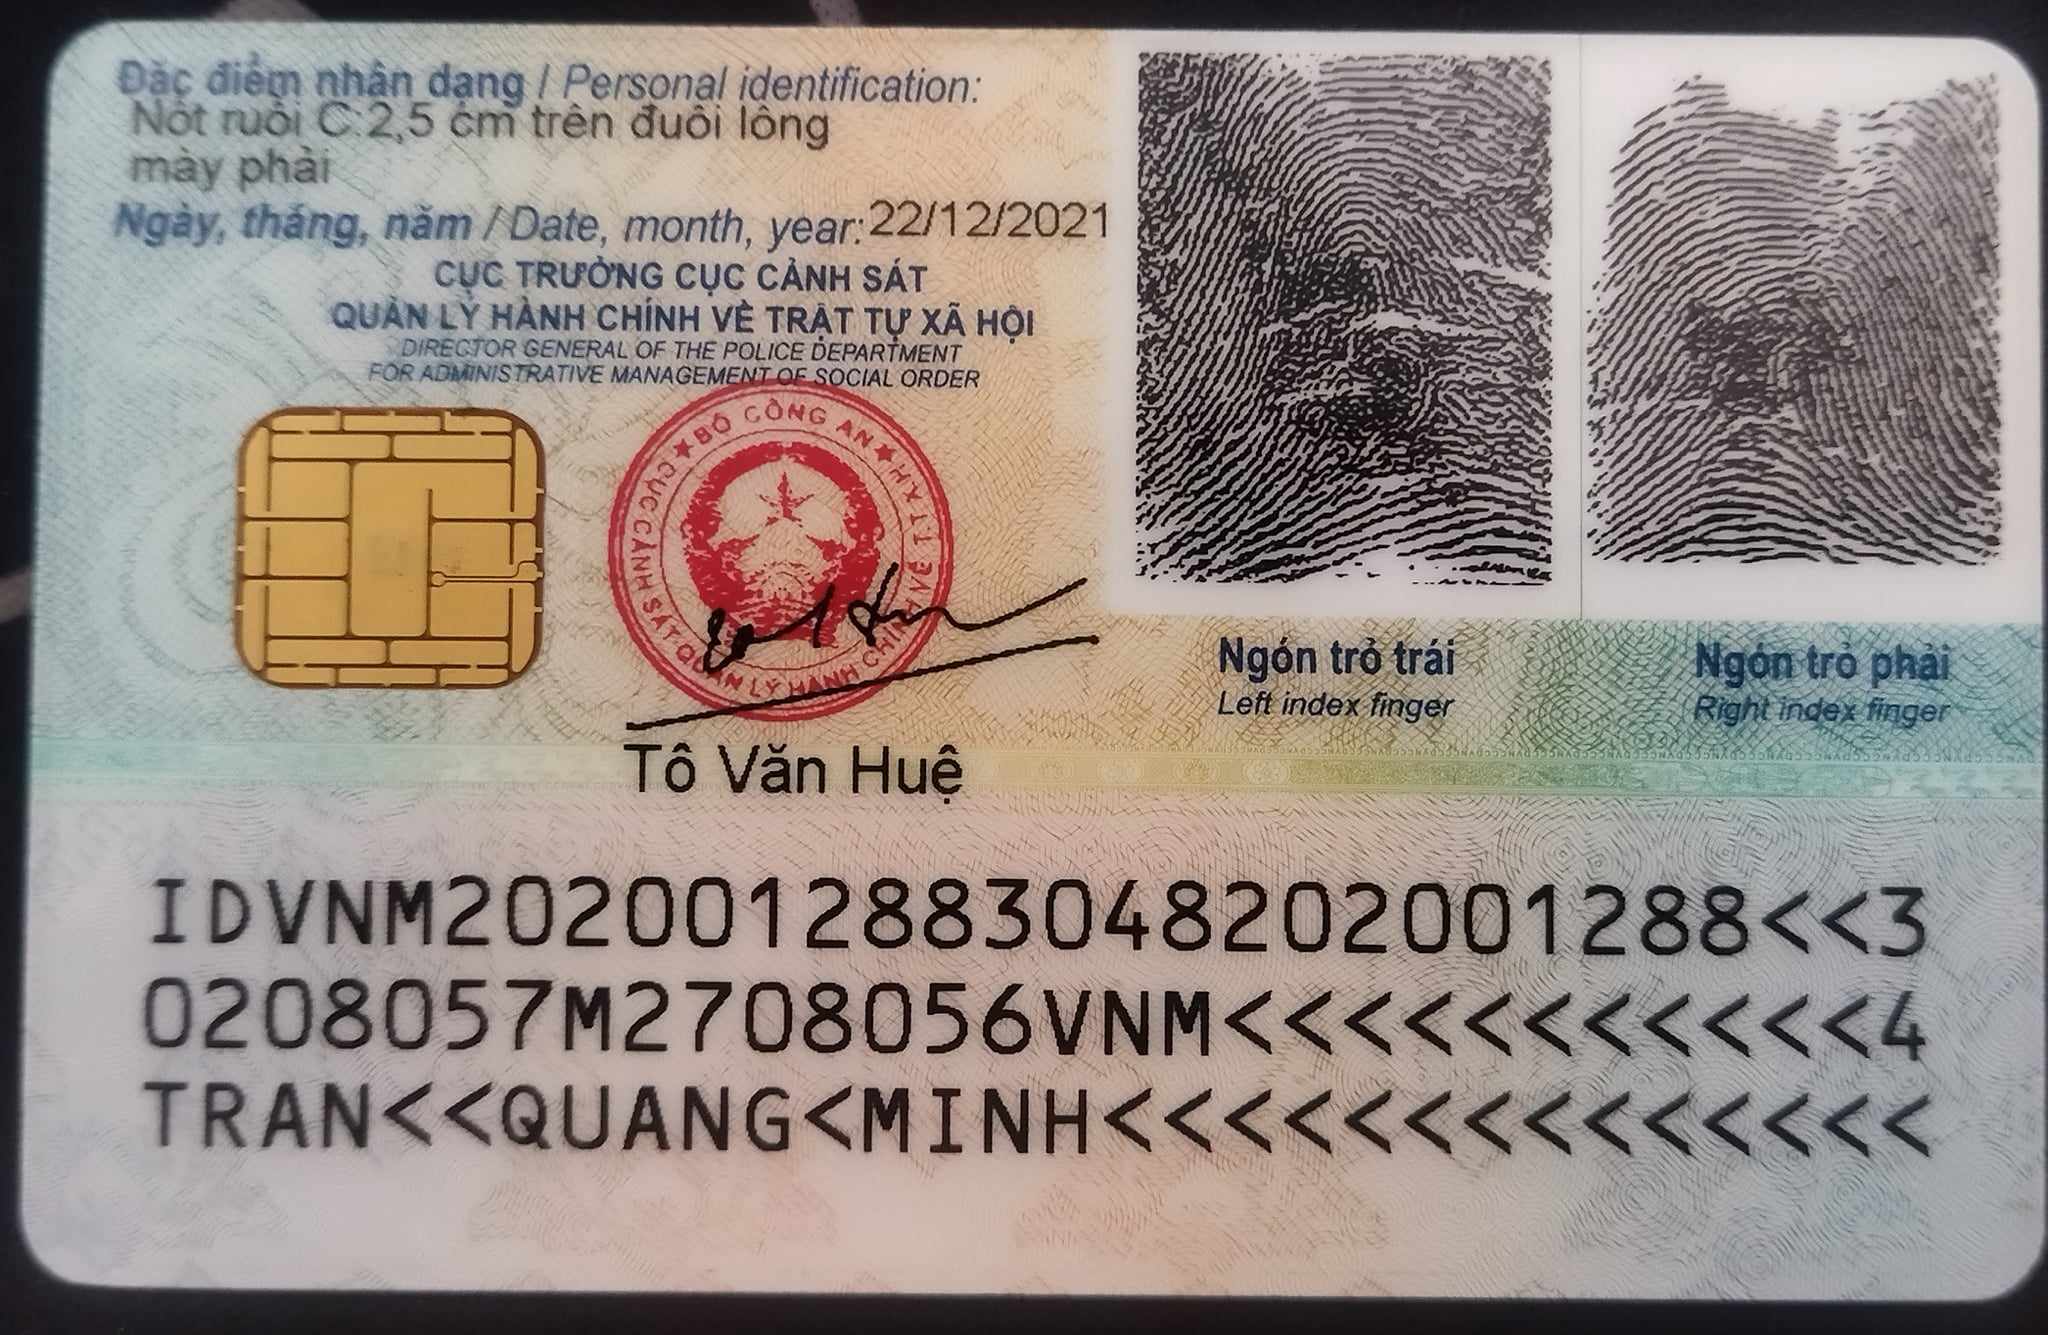 Đặc điểm nhân dạng / Personal identification:
Nốt ruồi C:2,5 cm trên đuôi lông
mày phải
Ngày, tháng, năm / Date, month, year: 22/12/2021
CỤC TRƯỞNG CỤC CẢNH SÁT
QUẢN LÝ HÀNH CHÍNH VỀ TRẬT TỰ XÃ HỘI
DIRECTOR GENERAL OF THE POLICE DEPARTMENT
FOR ADMINISTRATIVE MANAGEMENT OF SOCIAL ORDER
BỘ CÔNG AN
CỤC CẢNH SÁT QUẢN LÝ HÀNH CHÍNH VỀ TTXH
Tô Văn Huệ
Ngón trỏ trái
Left index finger
Ngón trỏ phải
Right index finger
IDVNM2020012883048202001288<<3
0208057M2708056VNM<<<<<<<<<<<4
TRAN<<QUANG<MINH<<<<<<<<<<<<<<